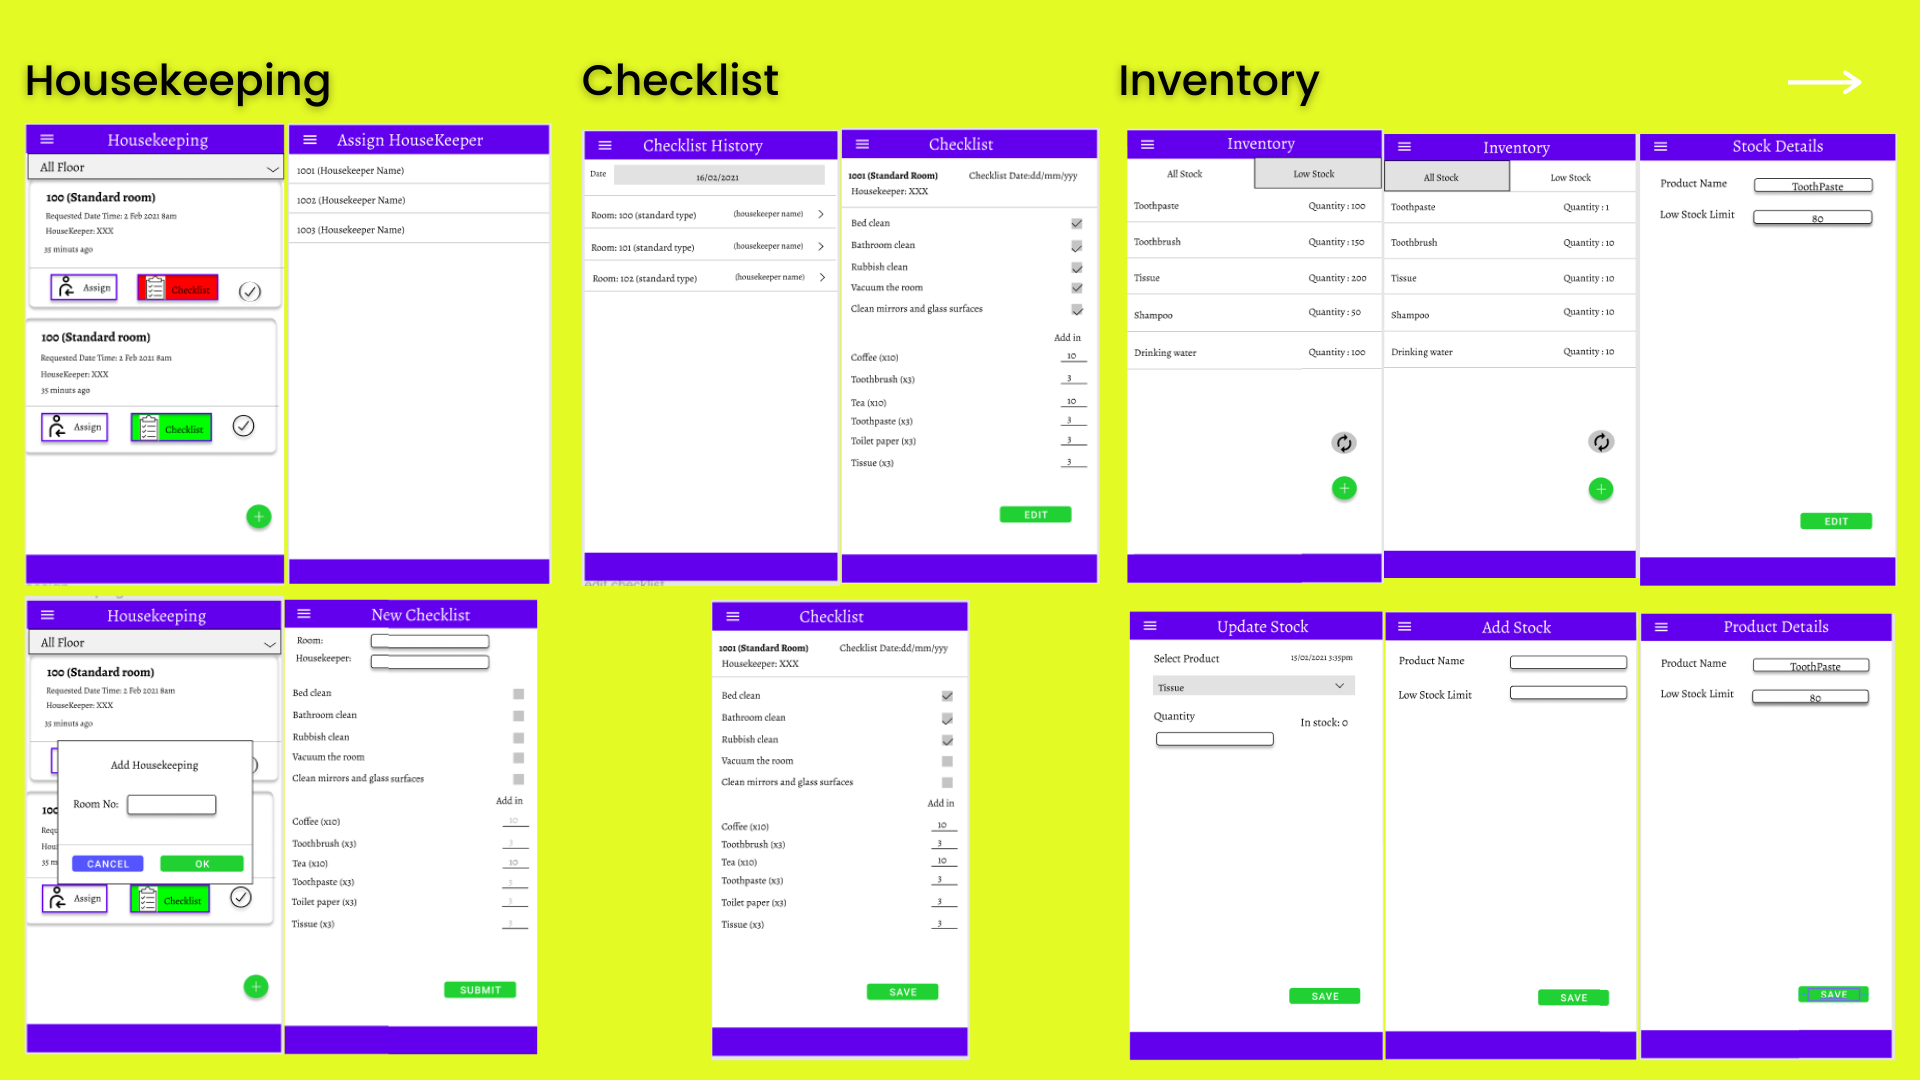 Housekeeping
Checklist
Inventory
Housekeeping
All Floor
100 (Standard room)
Requested Date Time: 2 Feb 2021 8am
HouseKeeper: XXX
35 minuts ago
Assign
Checklist
100 (Standard room)
Requested Date Time: 2 Feb 2021 8am
HouseKeeper: XXX
35 minuts ago
Assign
Checklist
Assign HouseKeeper
1001 (Housekeeper Name)
1002 (Housekeeper Name)
1003 (Housekeeper Name)
Checklist History
Date
16/02/2021
Room: 100 (standard type) (housekeeper name)
Room: 101 (standard type) (housekeeper name)
Room: 102 (standard type) (housekeeper name)
edit checklist
Checklist
1001 (Standard Room) Checklist Date:dd/mm/yyy
Housekeeper: XXX
Bed clean
Bathroom clean
Rubbish clean
Vacuum the room
Clean mirrors and glass surfaces
Add in
Coffee (x10) 10
Toothbrush (x3) 3
Tea (x10) 10
Toothpaste (x3) 3
Toilet paper (x3) 3
Tissue (x3) 3
EDIT
Inventory
All Stock Low Stock
Toothpaste Quantity : 100
Toothbrush Quantity : 150
Tissue Quantity : 200
Shampoo Quantity : 50
Drinking water Quantity : 100
Inventory
All Stock Low Stock
Toothpaste Quantity : 1
Toothbrush Quantity : 10
Tissue Quantity : 10
Shampoo Quantity : 10
Drinking water Quantity : 10
Stock Details
Product Name ToothPaste
Low Stock Limit 80
EDIT
Housekeeping
All Floor
100 (Standard room)
Requested Date Time: 2 Feb 2021 8am
HouseKeeper: XXX
35 minuts ago
Add Housekeeping
Room No:
CANCEL OK
100
Requ
Hous
35 m
Assign
Checklist
New Checklist
Room:
Housekeeper:
Bed clean
Bathroom clean
Rubbish clean
Vacuum the room
Clean mirrors and glass surfaces
Add in
Coffee (x10) 10
Toothbrush (x3) 3
Tea (x10) 10
Toothpaste (x3) 3
Toilet paper (x3) 3
Tissue (x3) 3
SUBMIT
Checklist
1001 (Standard Room) Checklist Date:dd/mm/yyy
Housekeeper: XXX
Bed clean
Bathroom clean
Rubbish clean
Vacuum the room
Clean mirrors and glass surfaces
Add in
Coffee (x10) 10
Toothbrush (x3) 3
Tea (x10) 10
Toothpaste (x3) 3
Toilet paper (x3) 3
Tissue (x3) 3
SAVE
Update Stock
Select Product 15/02/2021 3:35pm
Tissue
Quantity In stock: 0
SAVE
Add Stock
Product Name
Low Stock Limit
SAVE
Product Details
Product Name ToothPaste
Low Stock Limit 80
SAVE